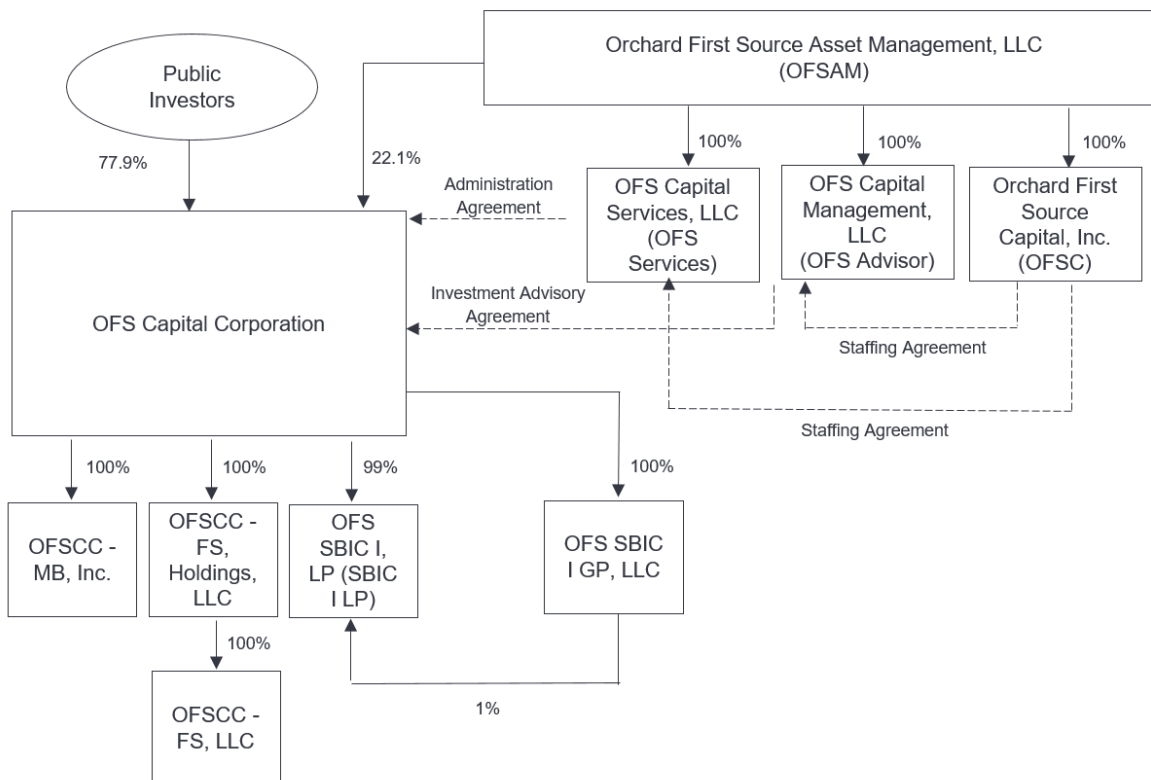 Orchard First Source Asset Management, LLC
(OFSAM)
Public
Investors
77.9%
22.1%
100%
100%
100%
Administration
Agreement
OFS Capital
Services, LLC
(OFS
Services)
OFS Capital
Management,
LLC
(OFS Advisor)
Orchard First
Source
Capital, Inc.
(OFSC)
OFS Capital Corporation
Investment Advisory
Agreement
Staffing Agreement
Staffing Agreement
100%
100%
99%
100%
OFSCC -
MB, Inc.
OFSCC -
FS,
Holdings,
LLC
OFS
SBIC I,
LP (SBIC
I LP)
OFS SBIC
I GP, LLC
100%
1%
OFSCC -
FS, LLC